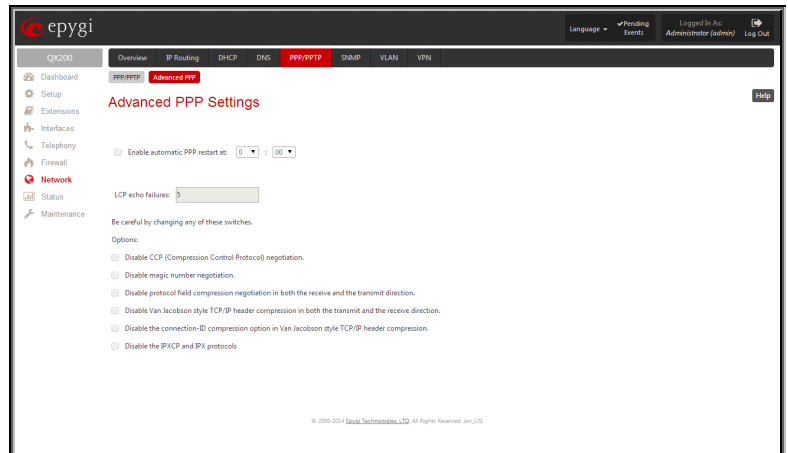 epygi
Language
Pending Events
Logged In As:
Administrator (admin)
Log Out
QX200
Overview IP Routing DHCP DNS PPP/PPTP SNMP VLAN VPN
Dashboard
Setup
Extensions
Interfaces
Telephony
Firewall
Network
Status
Maintenance
PPP/PPTP Advanced PPP
Help
Advanced PPP Settings
Enable automatic PPP restart at: 0 : 00
LCP echo failures: 5
Be careful by changing any of these switches.
Options:
Disable CCP (Compression Control Protocol) negotiation.
Disable magic number negotiation.
Disable protocol field compression negotiation in both the receive and the transmit direction.
Disable Van Jacobson style TCP/IP header compression in both the transmit and the receive direction.
Disable the connection-ID compression option in Van Jacobson style TCP/IP header compression.
Disable the IPXCP and IPX protocols
© 2000-2014 Epygi Technologies, LTD. All Rights Reserved. (en_US)